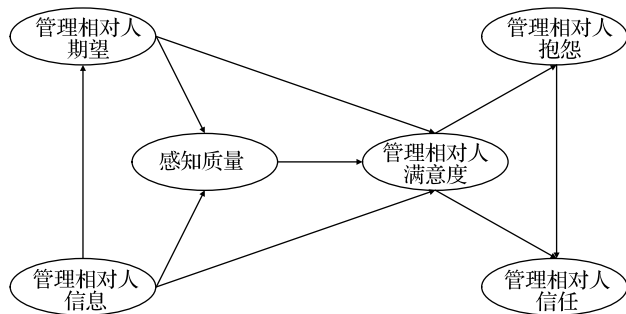 管理相对人
期望
管理相对人
抱怨
感知质量
管理相对人
满意度
管理相对人
信息
管理相对人
信任